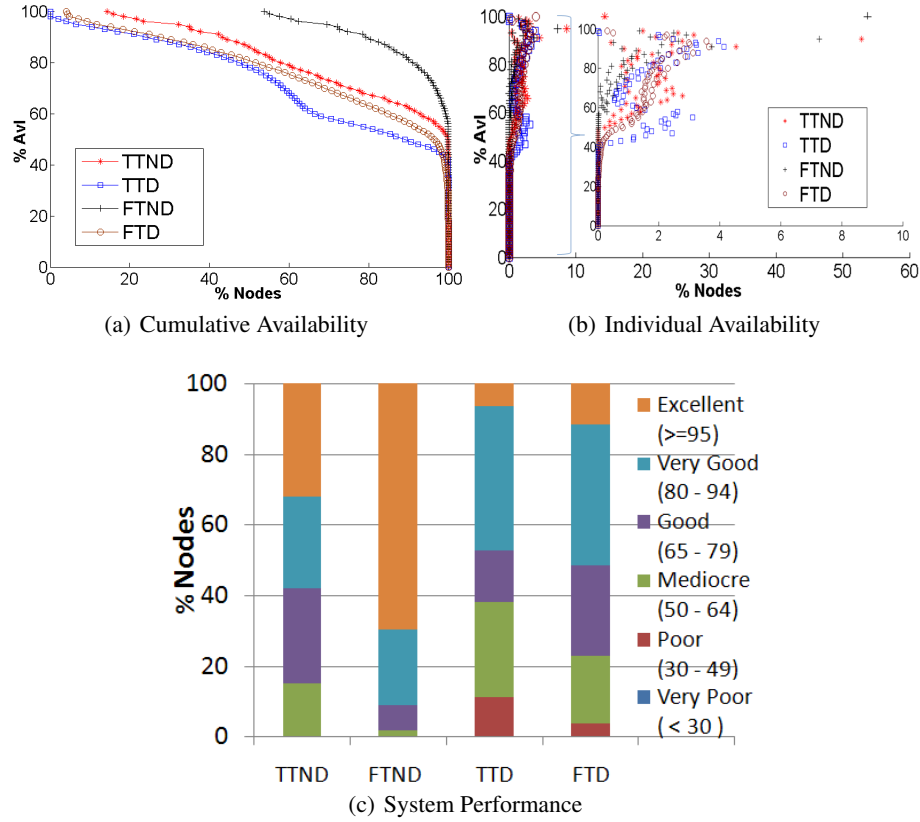 100
80
60
40
20
0
% Avl
TTND
TTD
FTND
FTD
0 20 40 60 80 100
% Nodes
(a) Cumulative Availability
100
80
60
40
20
0
% Avl
100
80
60
40
20
0
TTND
TTD
FTND
FTD
0 2 4 6 8 10
0 10 20 30 40 50 60
% Nodes
(b) Individual Availability
100
80
60
40
20
0
% Nodes
Excellent
(>=95)
Very Good
(80 - 94)
Good
(65 - 79)
Mediocre
(50 - 64)
Poor
(30 - 49)
Very Poor
( < 30 )
TTND FTND TTD FTD
(c) System Performance